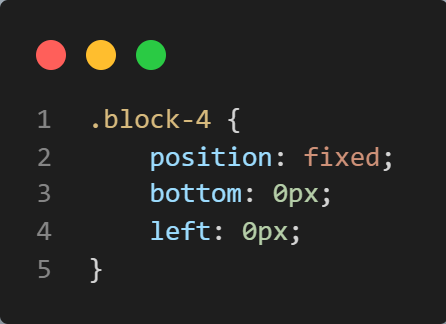 1 .block-4 {
2     position: fixed;
3     bottom: 0px;
4     left: 0px;
5 }